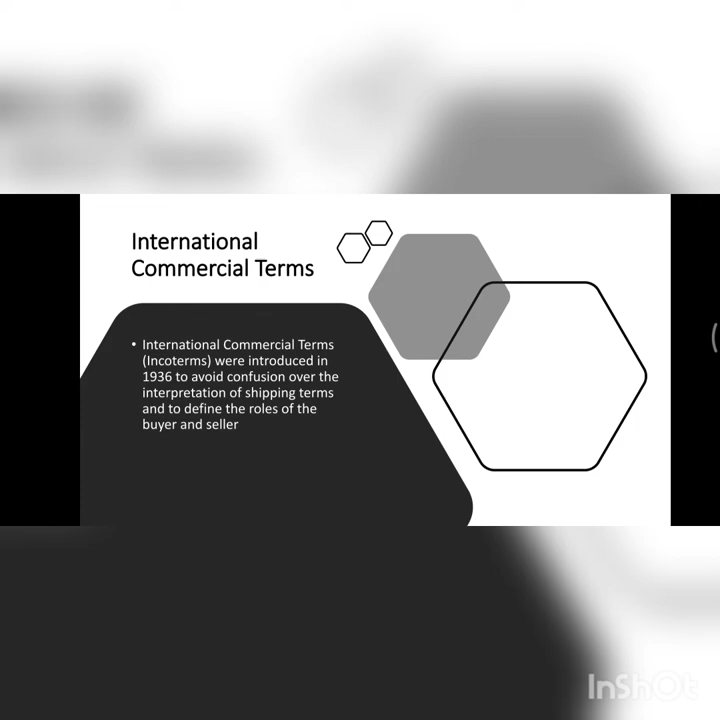 International
Commercial Terms
• International Commercial Terms
(Incoterms) were introduced in
1936 to avoid confusion over the
interpretation of shipping terms
and to define the roles of the
buyer and seller
InShOt